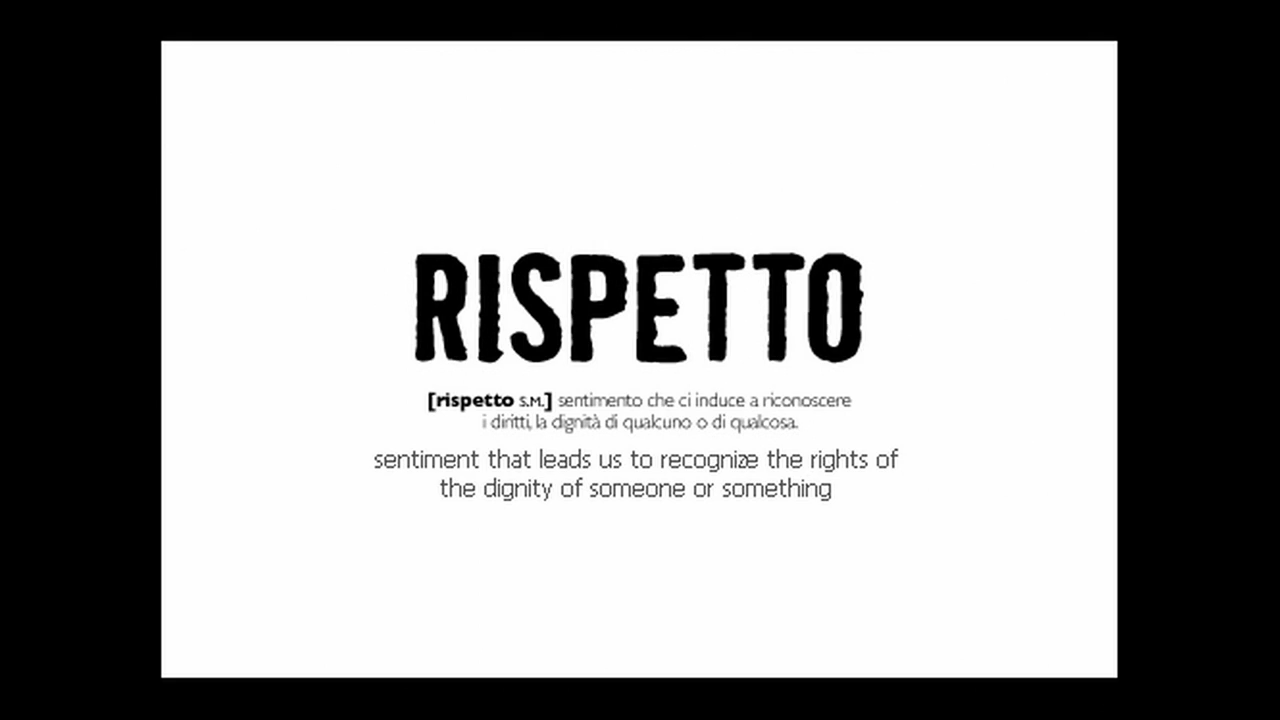 RISPETTO
[rispetto S.M.] sentimento che ci induce a riconoscere
i diritti, la dignità di qualcuno o di qualcosa.
sentiment that leads us to recognize the rights of
the dignity of someone or something